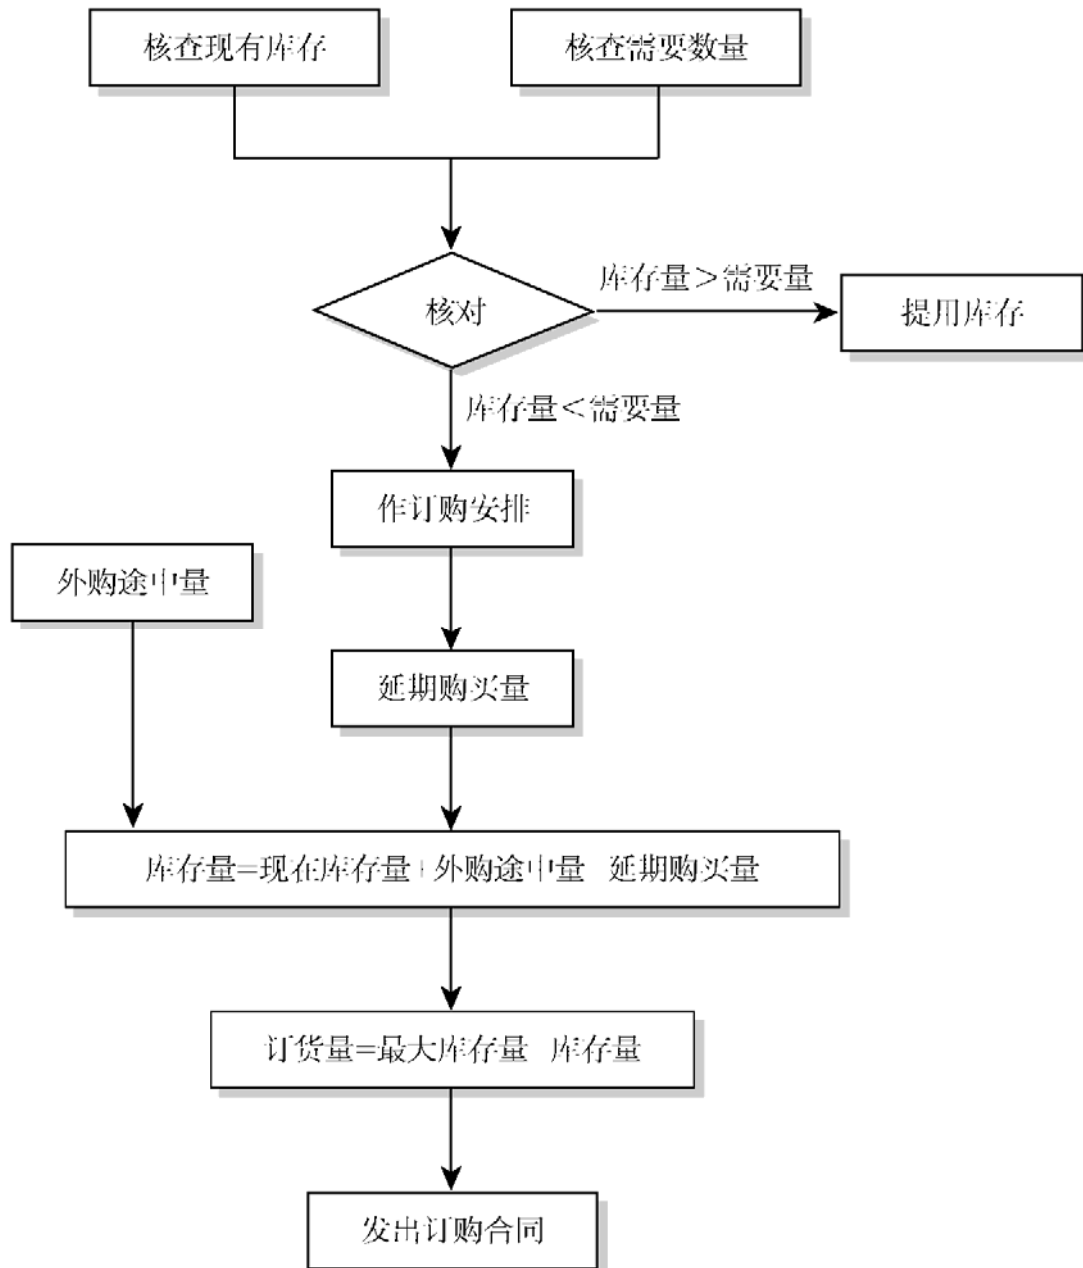 核查现有库存
核查需要数量
核对
库存量＞需要量
提用库存
库存量＜需要量
作订购安排
外购途中量
延期购买量
库存量=现在库存量+外购途中量 延期购买量
订货量=最大库存量 库存量
发出订购合同